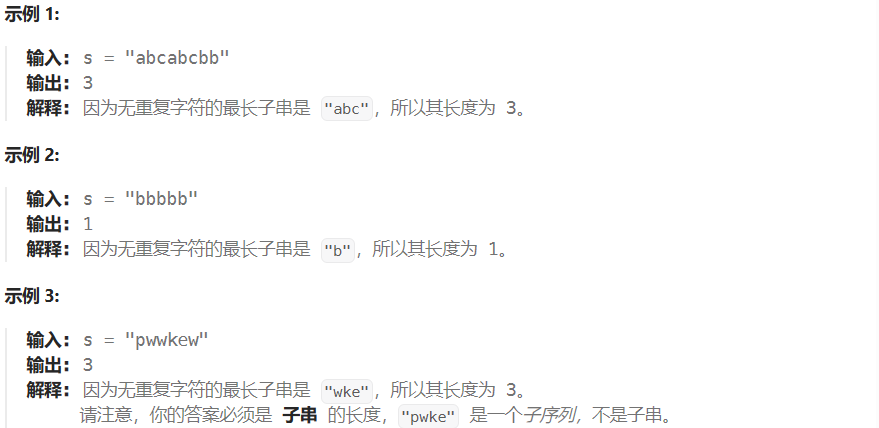 示例 1:
输入: s = "abcabcbb"
输出: 3
解释: 因为无重复字符的最长子串是 "abc"，所以其长度为 3。
示例 2:
输入: s = "bbbbb"
输出: 1
解释: 因为无重复字符的最长子串是 "b"，所以其长度为 1。
示例 3:
输入: s = "pwwkew"
输出: 3
解释: 因为无重复字符的最长子串是 "wke"，所以其长度为 3。
请注意，你的答案必须是 子串 的长度，"pwke" 是一个子序列，不是子串。